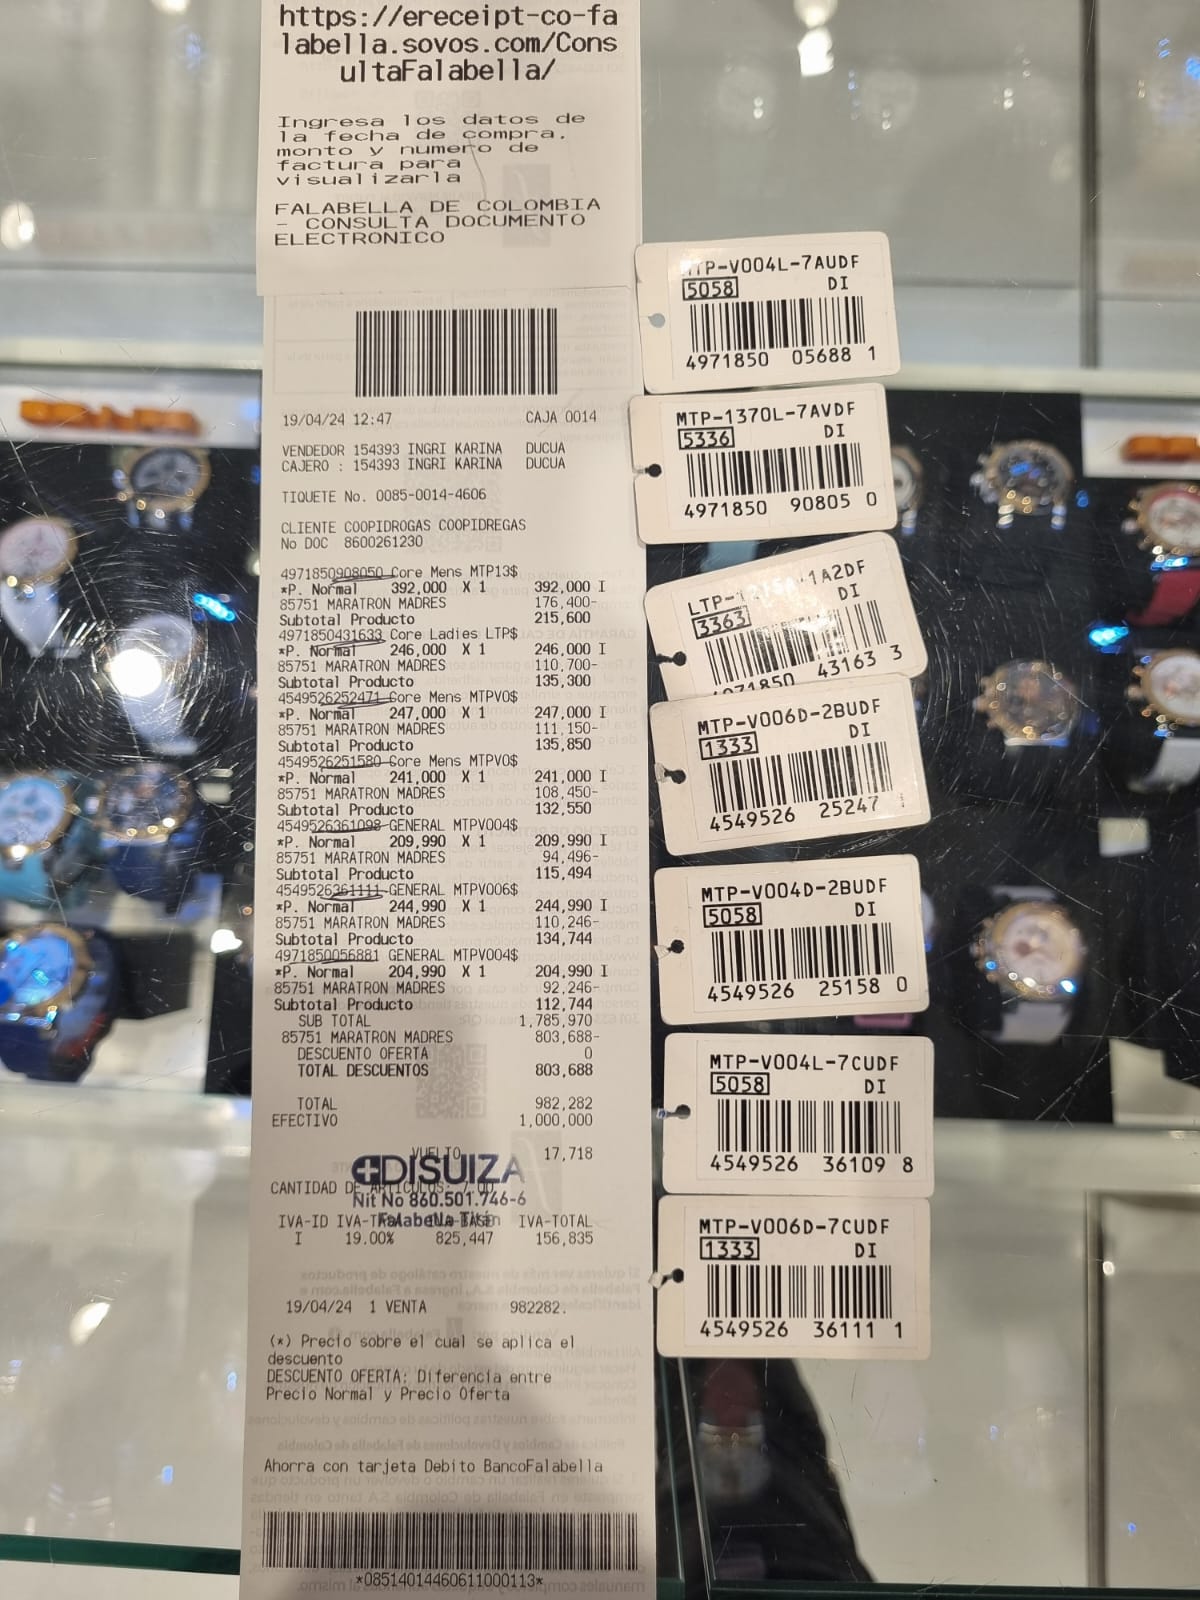 https://ereceipt-co-fa
labella.sovos.com/Cons
ultaFalabella/
Ingresa los datos de
la fecha de compra.
monto y numero de
factura para
visualizarla
FALABELLA DE COLOMBIA
- CONSULTA DOCUMENTO
ELECTRONICO
19/04/24 12:47 CAJA 0014
VENDEDOR 154393 INGRI KARINA DUCUA
CAJERO : 154393 INGRI KARINA DUCUA
TIQUETE No. 0085-0014-4606
CLIENTE COOPIDROGAS COOPIDREGAS
No DOC 8600261230
4971850908050 Core Mens MTP13$
*P. Normal 392,000 X 1 392,000 I
85751 MARATRON MADRES 176,400-
Subtotal Producto 215,600
4971850431633 Core Ladies LTP$
*P. Normal 246,000 X 1 246,000 I
85751 MARATRON MADRES 110,700-
Subtotal Producto 135,300
4549526252471 Core Mens MTPV0$
*P. Normal 247,000 X 1 247,000 I
85751 MARATRON MADRES 111,150-
Subtotal Producto 135,850
4549526251580 Core Mens MTPV0$
*P. Normal 241,000 X 1 241,000 I
85751 MARATRON MADRES 108,450-
Subtotal Producto 132,550
4549526361098 GENERAL MTPV004$
*P. Normal 209,990 X 1 209,990 I
85751 MARATRON MADRES 94,496-
Subtotal Producto 115,494
4549526361111 GENERAL MTPV006$
*P. Normal 244,990 X 1 244,990 I
85751 MARATRON MADRES 110,246-
Subtotal Producto 134,744
4971850056881 GENERAL MTPV004$
*P. Normal 204,990 X 1 204,990 I
85751 MARATRON MADRES 92,246-
Subtotal Producto 112,744
SUB TOTAL 1,785,970
85751 MARATRON MADRES 803,688-
DESCUENTO OFERTA 0
TOTAL DESCUENTOS 803,688
TOTAL 982,282
EFECTIVO 1,000,000
VUELTO 17,718
DISUIZA
CANTIDAD DE ARTICULOS: 7.00
Nit No 860.501.746-6
Falabella Titán
IVA-ID IVA-TASA IVA-BASE IVA-TOTAL
I 19.00% 825,447 156,835
19/04/24 1 VENTA 982282.
(*) Precio sobre el cual se aplica el
descuento
DESCUENTO OFERTA: Diferencia entre
Precio Normal y Precio Oferta
Ahorra con tarjeta Debito BancoFalabella
*08514014460611000113*
MTP-V004L-7AUDF
5058 DI
4971850 05688 1
MTP-1370L-7AVDF
5336 DI
4971850 90805 0
1A2DF
3363 DI
4971850 43163 3
MTP-V006D-2BUDF
1333 DI
4549526 25247 1
MTP-V004D-2BUDF
5058 DI
4549526 25158 0
MTP-V004L-7CUDF
5058 DI
4549526 36109 8
MTP-V006D-7CUDF
1333 DI
4549526 36111 1